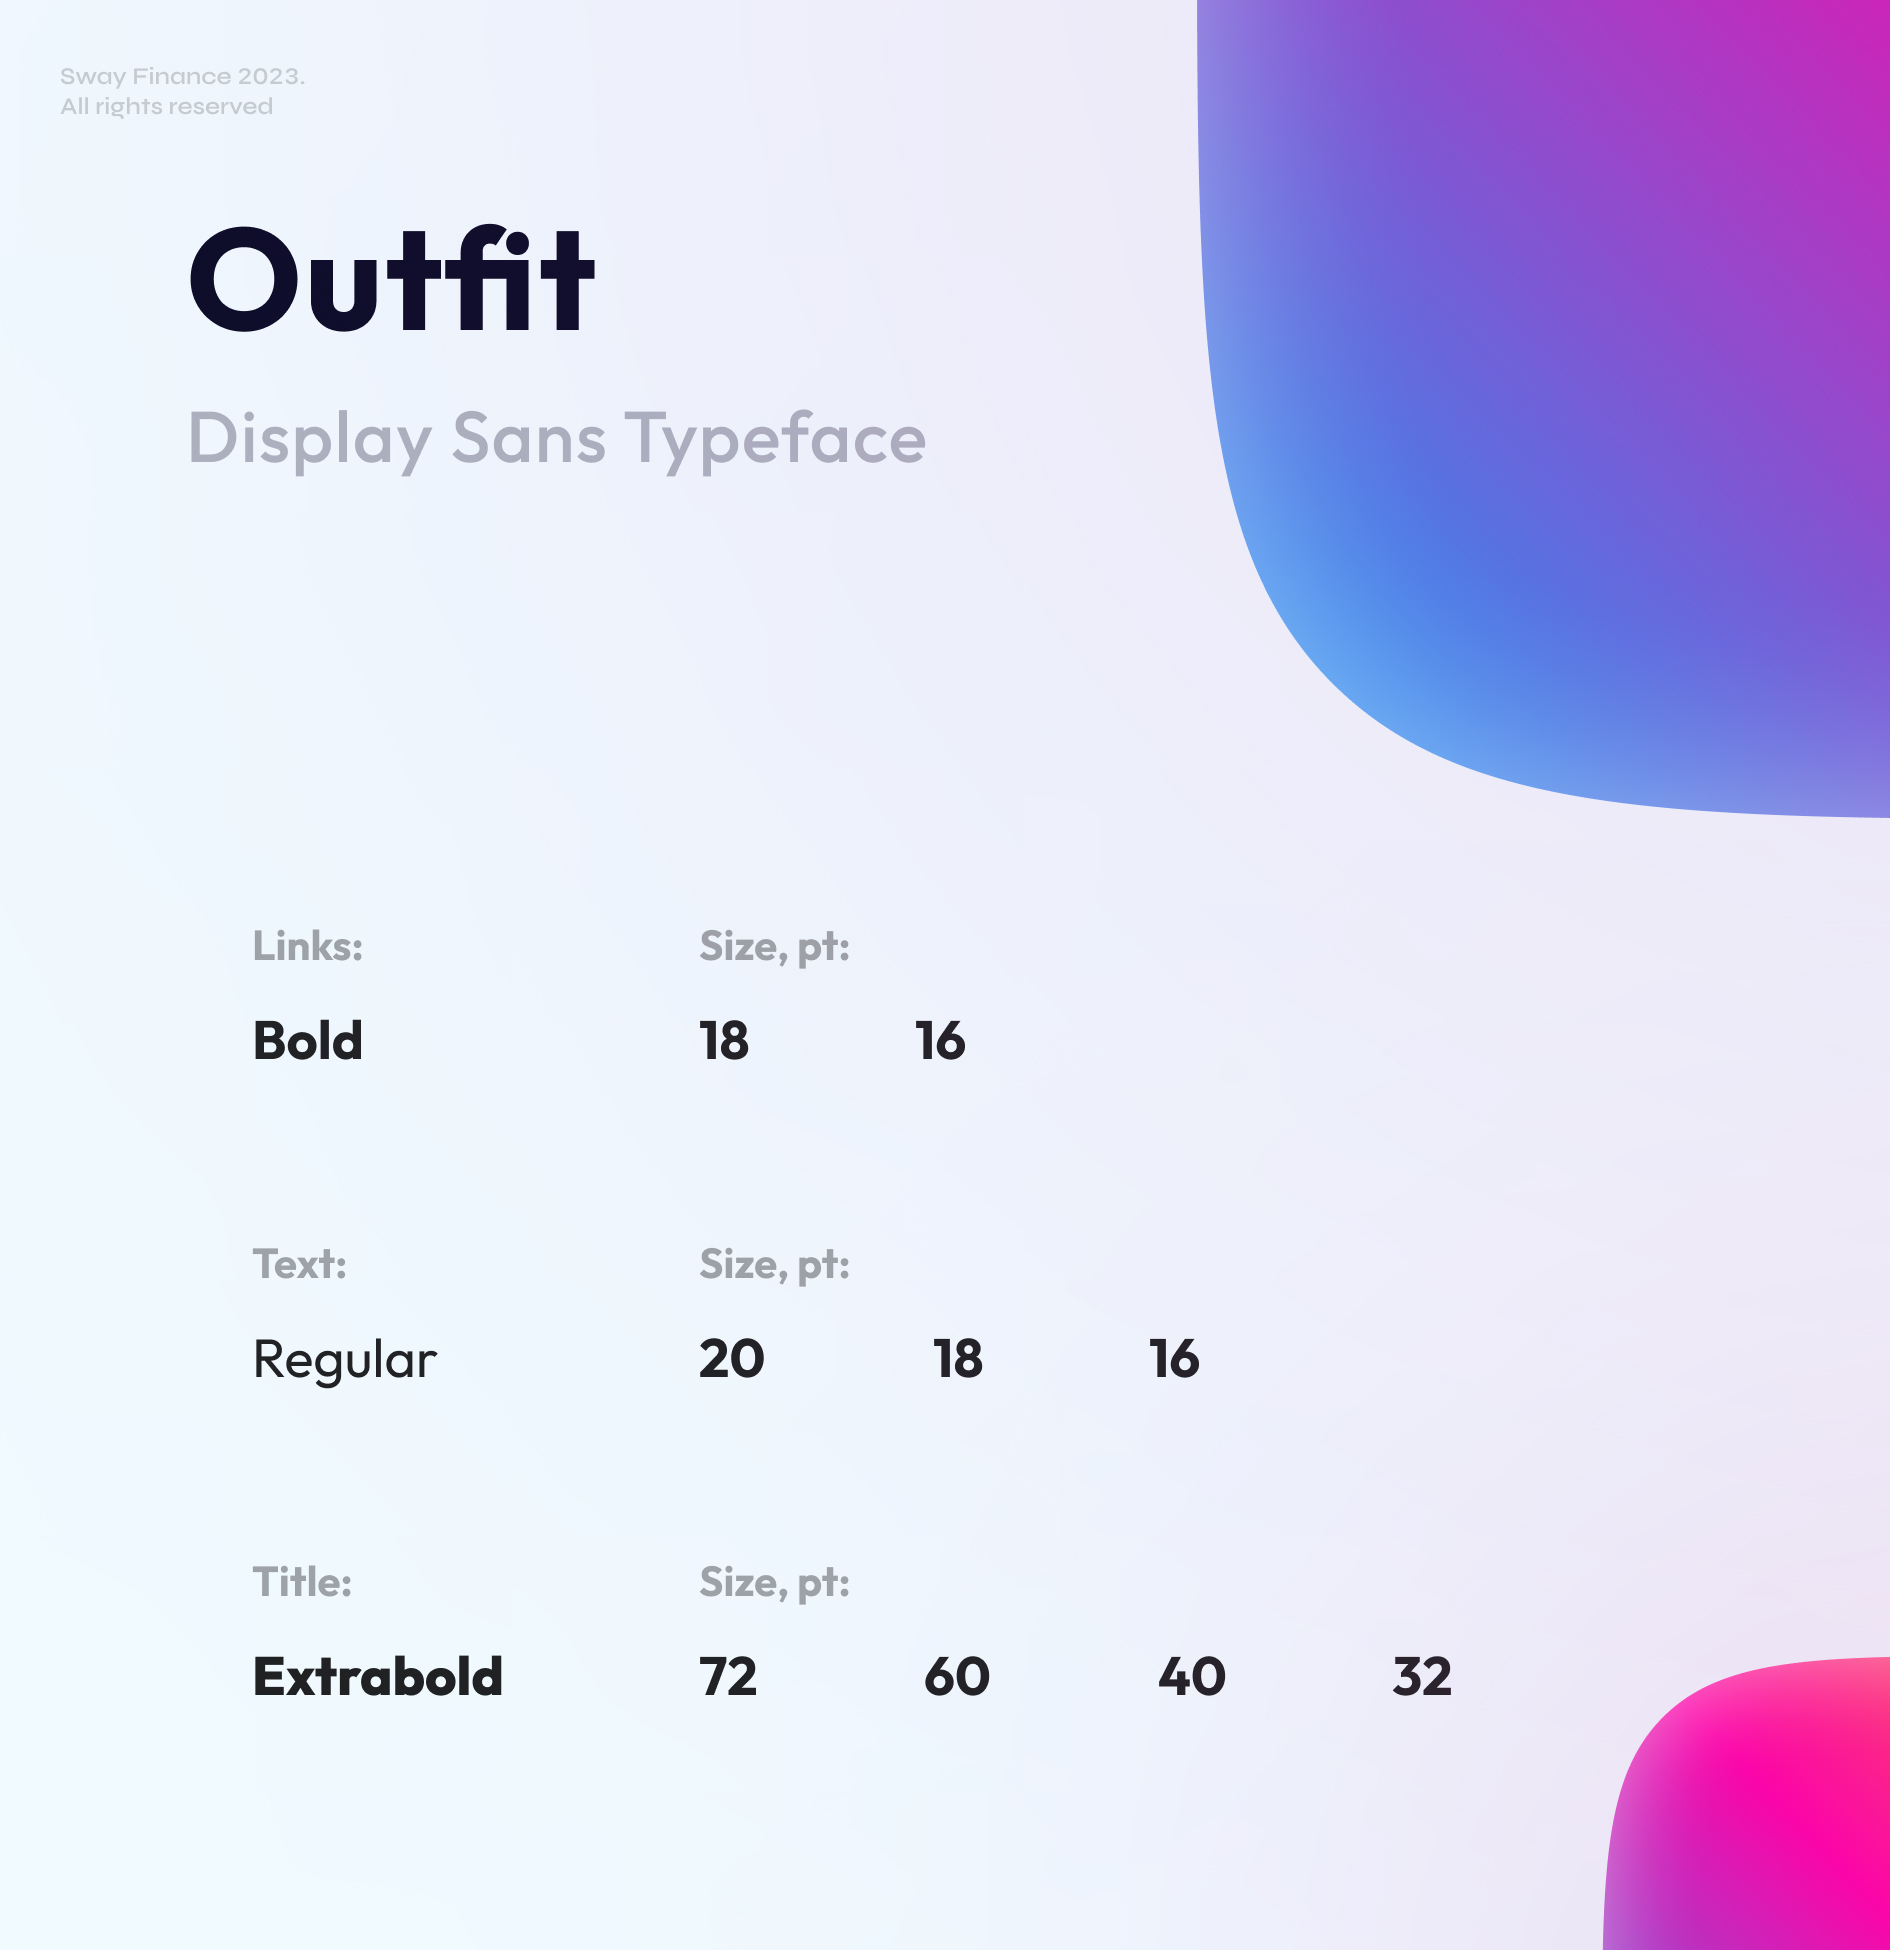 Sway Finance 2023.
All rights reserved
Outfit
Display Sans Typeface
Links: Size, pt:
Bold 18 16
Text: Size, pt:
Regular 20 18 16
Title: Size, pt:
Extrabold 72 60 40 32